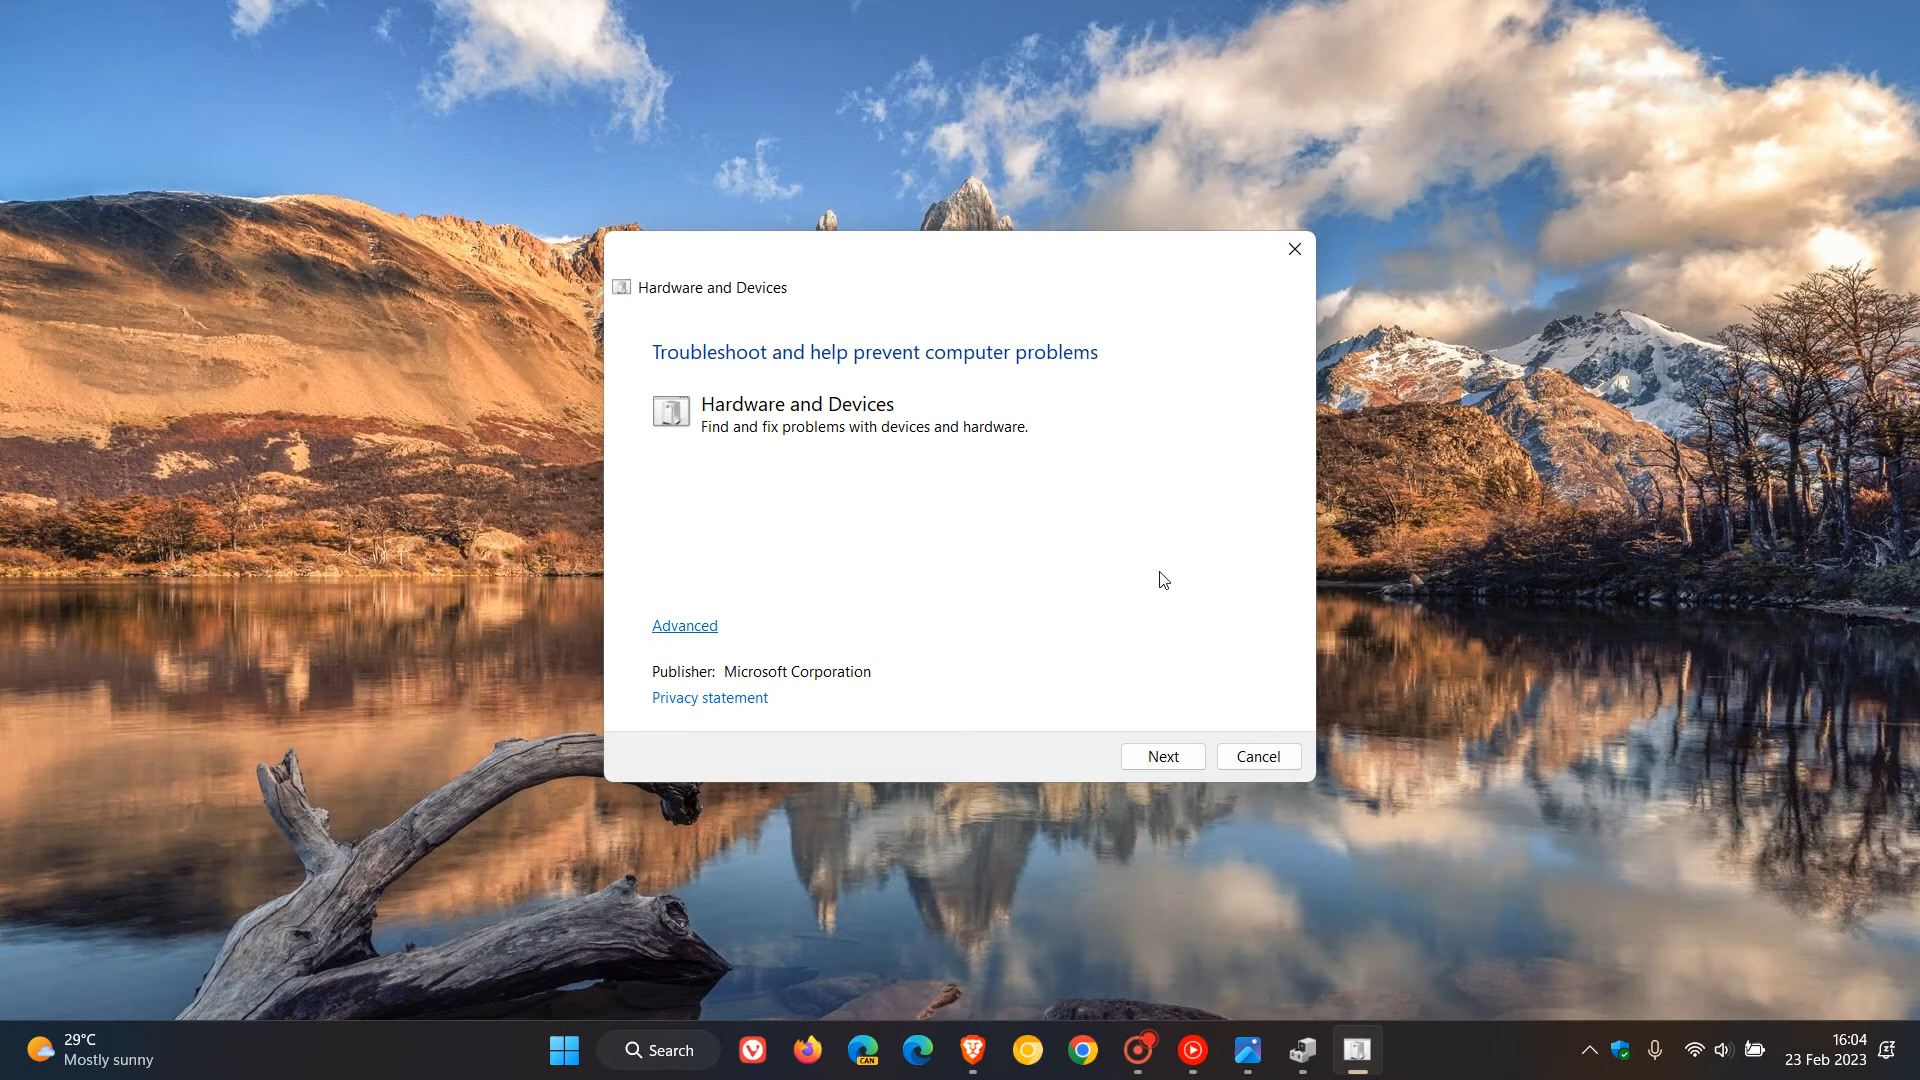 Hardware and Devices
Troubleshoot and help prevent computer problems
Hardware and Devices
Find and fix problems with devices and hardware.
Advanced
Publisher: Microsoft Corporation
Privacy statement
Next
Cancel
29°C
Mostly sunny
Search
CAN
16:04
23 Feb 2023